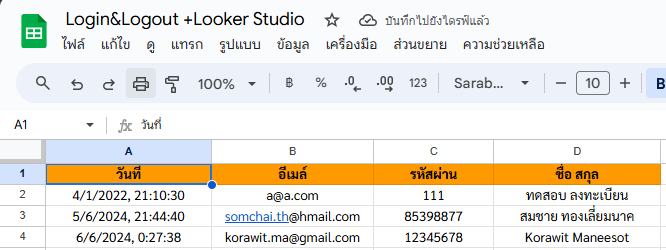 Login&Logout +Looker Studio บันทึกไปยังไดรฟ์แล้ว
ไฟล์ แก้ไข ดู แทรก รูปแบบ ข้อมูล เครื่องมือ ส่วนขยาย ความช่วยเหลือ
100% ฿ % .0 .00 123 Sarab... 10 B
A1 fx วันที่
A B C D
1 วันที่ อีเมล์ รหัสผ่าน ชื่อ สกุล
2 4/1/2022, 21:10:30 a@a.com 111 ทดสอบ ลงทะเบียน
3 5/6/2024, 21:44:40 somchai.th@hmail.com 85398877 สมชาย ทองเลี่ยมนาค
4 6/6/2024, 0:27:38 korawit.ma@gmail.com 12345678 Korawit Maneesot